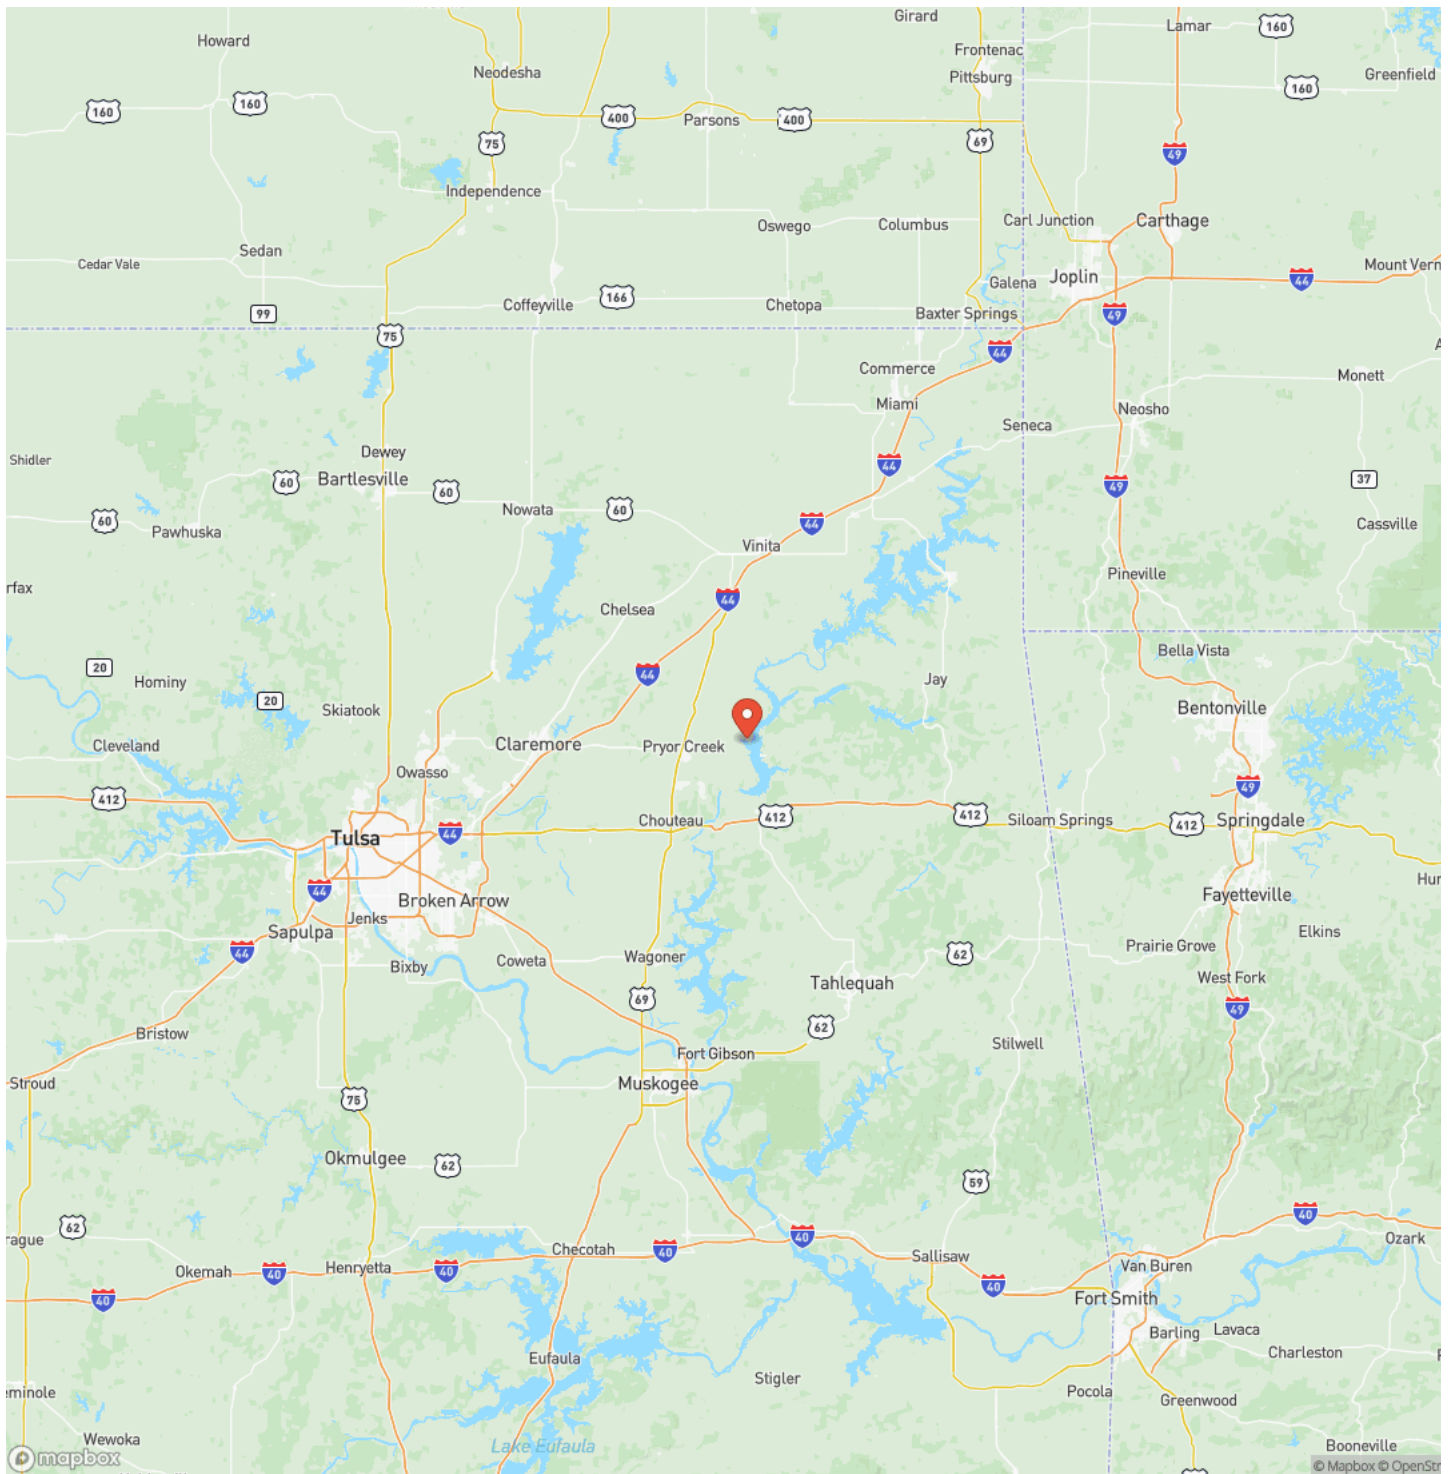 Girard
Lamar
160
Howard
Frontenac
Neodesha
Pittsburg
Greenfield
160
160
160
400
Parsons
400
75
69
49
Independence
Carl Junction
Carthage
Oswego
Columbus
Sedan
Cedar Vale
Mount Vern
Joplin
44
Galena
166
Coffeyville
Chetopa
Baxter Springs
99
49
75
44
Commerce
Monett
Miami
Neosho
Seneca
Dewey
Shidler
44
Bartlesville
60
60
37
49
Nowata
60
60
44
Cassville
Pawhuska
Vinita
Pineville
rfax
44
Chelsea
Bella Vista
20
44
Hominy
Jay
20
Skiatook
Bentonville
Cleveland
Claremore
Pryor Creek
Owasso
49
412
412
412
Chouteau
Siloam Springs
412
Springdale
Tulsa
44
44
Hur
Broken Arrow
Fayetteville
Jenks
Sapulpa
Elkins
44
Prairie Grove
62
Wagoner
Coweta
Bixby
West Fork
Tahlequah
69
49
62
Bristow
Stilwell
Fort Gibson
Stroud
Muskogee
75
Okmulgee
62
59
62
40
rague
40
Ozark
Checotah
40
Sallisaw
Henryetta
40
Okemah
40
Van Buren
40
40
Fort Smith
Barling
Lavaca
Charleston
Eufaula
Stigler
Pocola
eminole
Greenwood
Wewoka
Lake Eufaula
Booneville
mapbox
© Mapbox © OpenStr